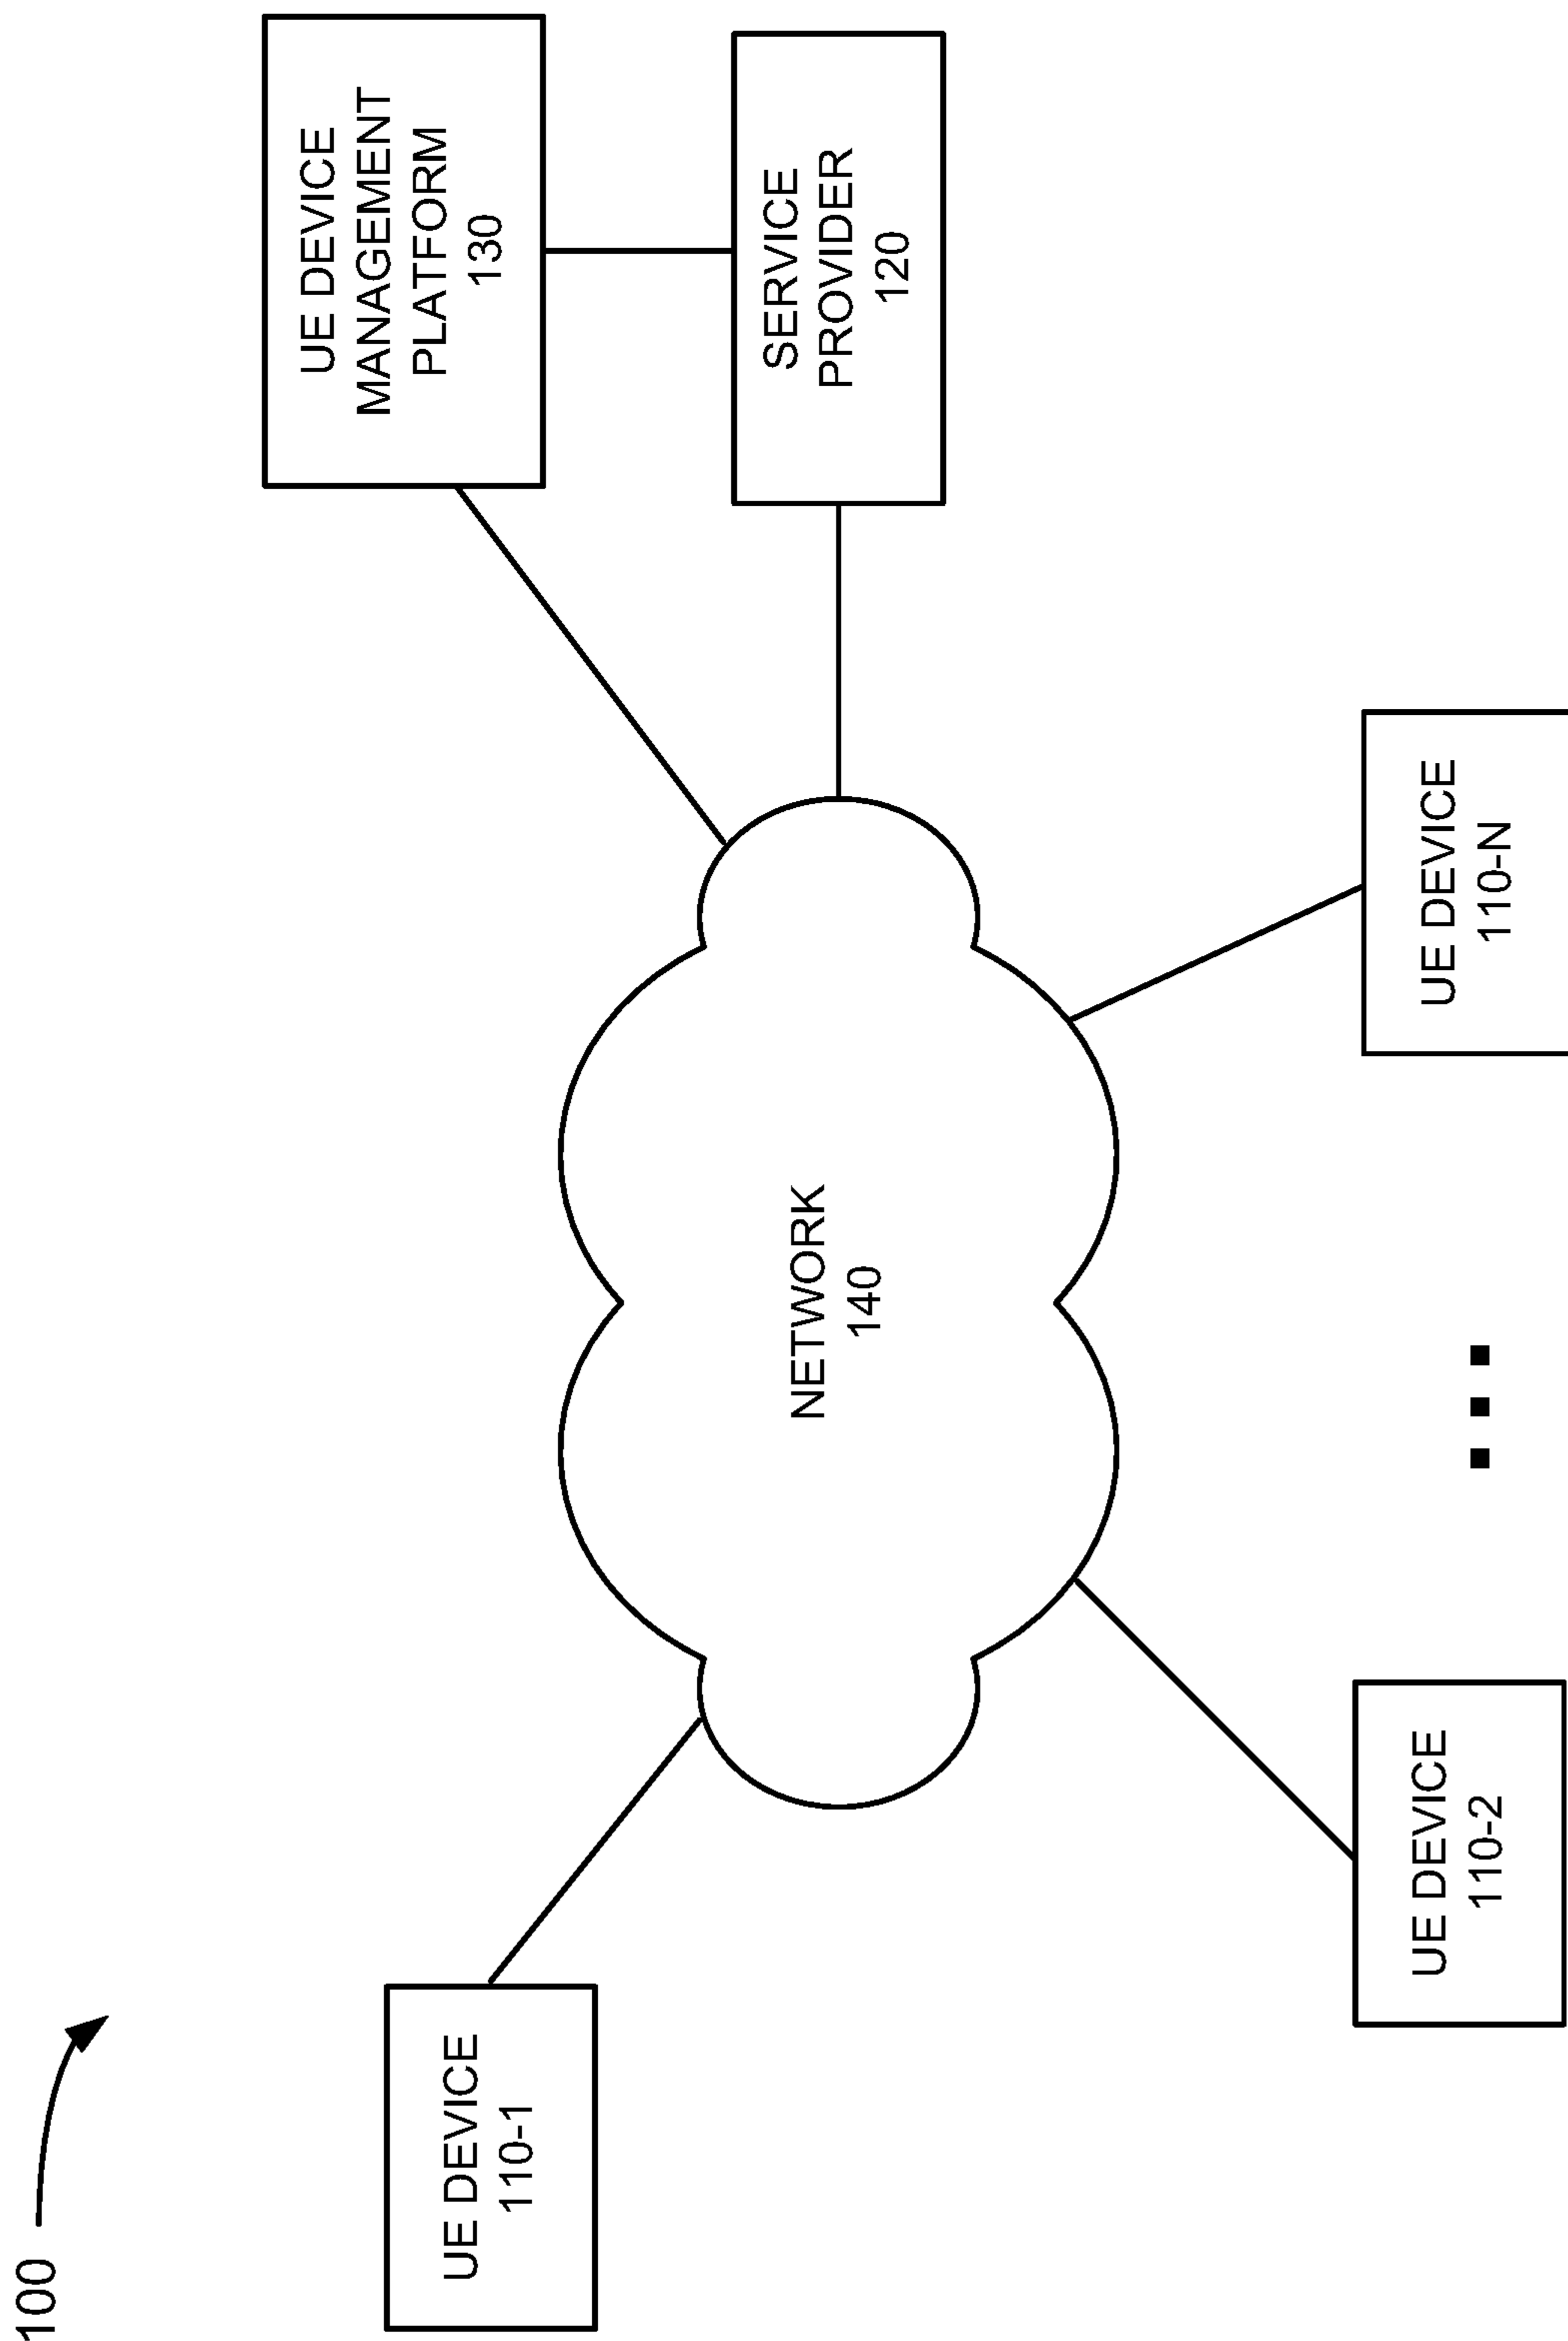 100
UE DEVICE
110-1
UE DEVICE
110-2
NETWORK
140
UE DEVICE
110-N
UE DEVICE
MANAGEMENT
PLATFORM
130
SERVICE
PROVIDER
120